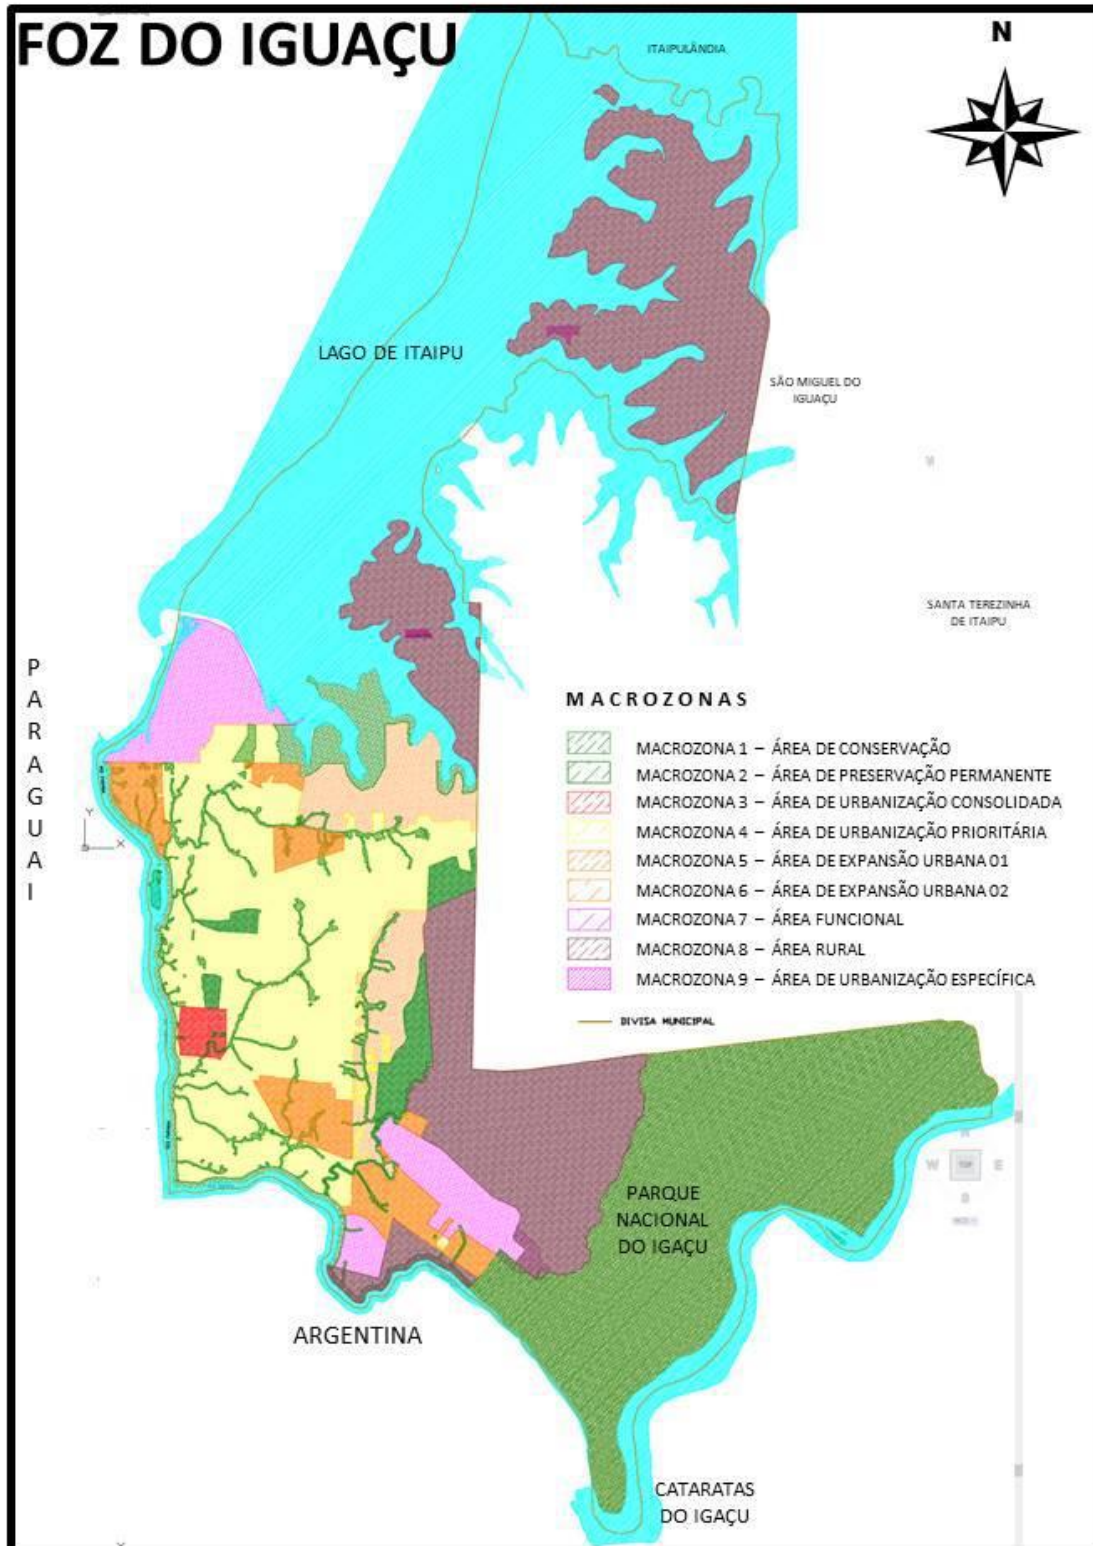 FOZ DO IGUAÇU
N
ITAIPULÂNDIA
LAGO DE ITAIPU
SÃO MIGUEL DO
IGUAÇU
SANTA TEREZINHA
DE ITAIPU
P
A
R
A
G
U
A
I
Y
X
MACROZONAS
MACROZONA 1 – ÁREA DE CONSERVAÇÃO
MACROZONA 2 – ÁREA DE PRESERVAÇÃO PERMANENTE
MACROZONA 3 – ÁREA DE URBANIZAÇÃO CONSOLIDADA
MACROZONA 4 – ÁREA DE URBANIZAÇÃO PRIORITÁRIA
MACROZONA 5 – ÁREA DE EXPANSÃO URBANA 01
MACROZONA 6 – ÁREA DE EXPANSÃO URBANA 02
MACROZONA 7 – ÁREA FUNCIONAL
MACROZONA 8 – ÁREA RURAL
MACROZONA 9 – ÁREA DE URBANIZAÇÃO ESPECÍFICA
DIVISA MUNICIPAL
W
TOP
E
PARQUE
NACIONAL
DO IGAÇU
ARGENTINA
CATARATAS
DO IGAÇU